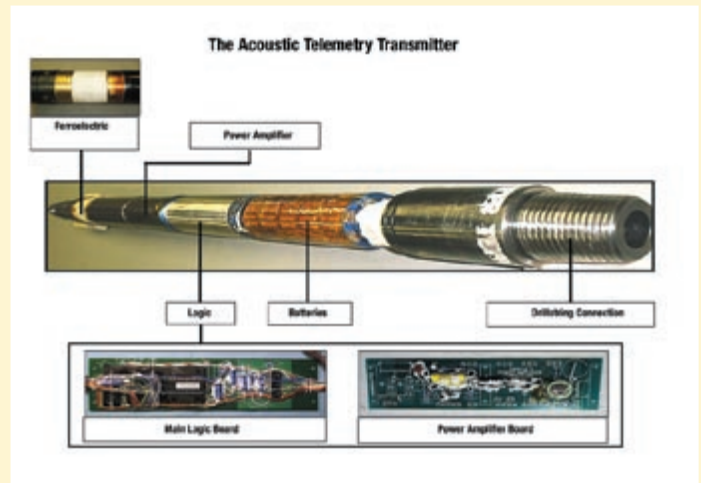 The Acoustic Telemetry Transmitter
Ferroelectric
Power Amplifier
Logic
Batteries
Drillstring Connection
Main Logic Board
Power Amplifier Board